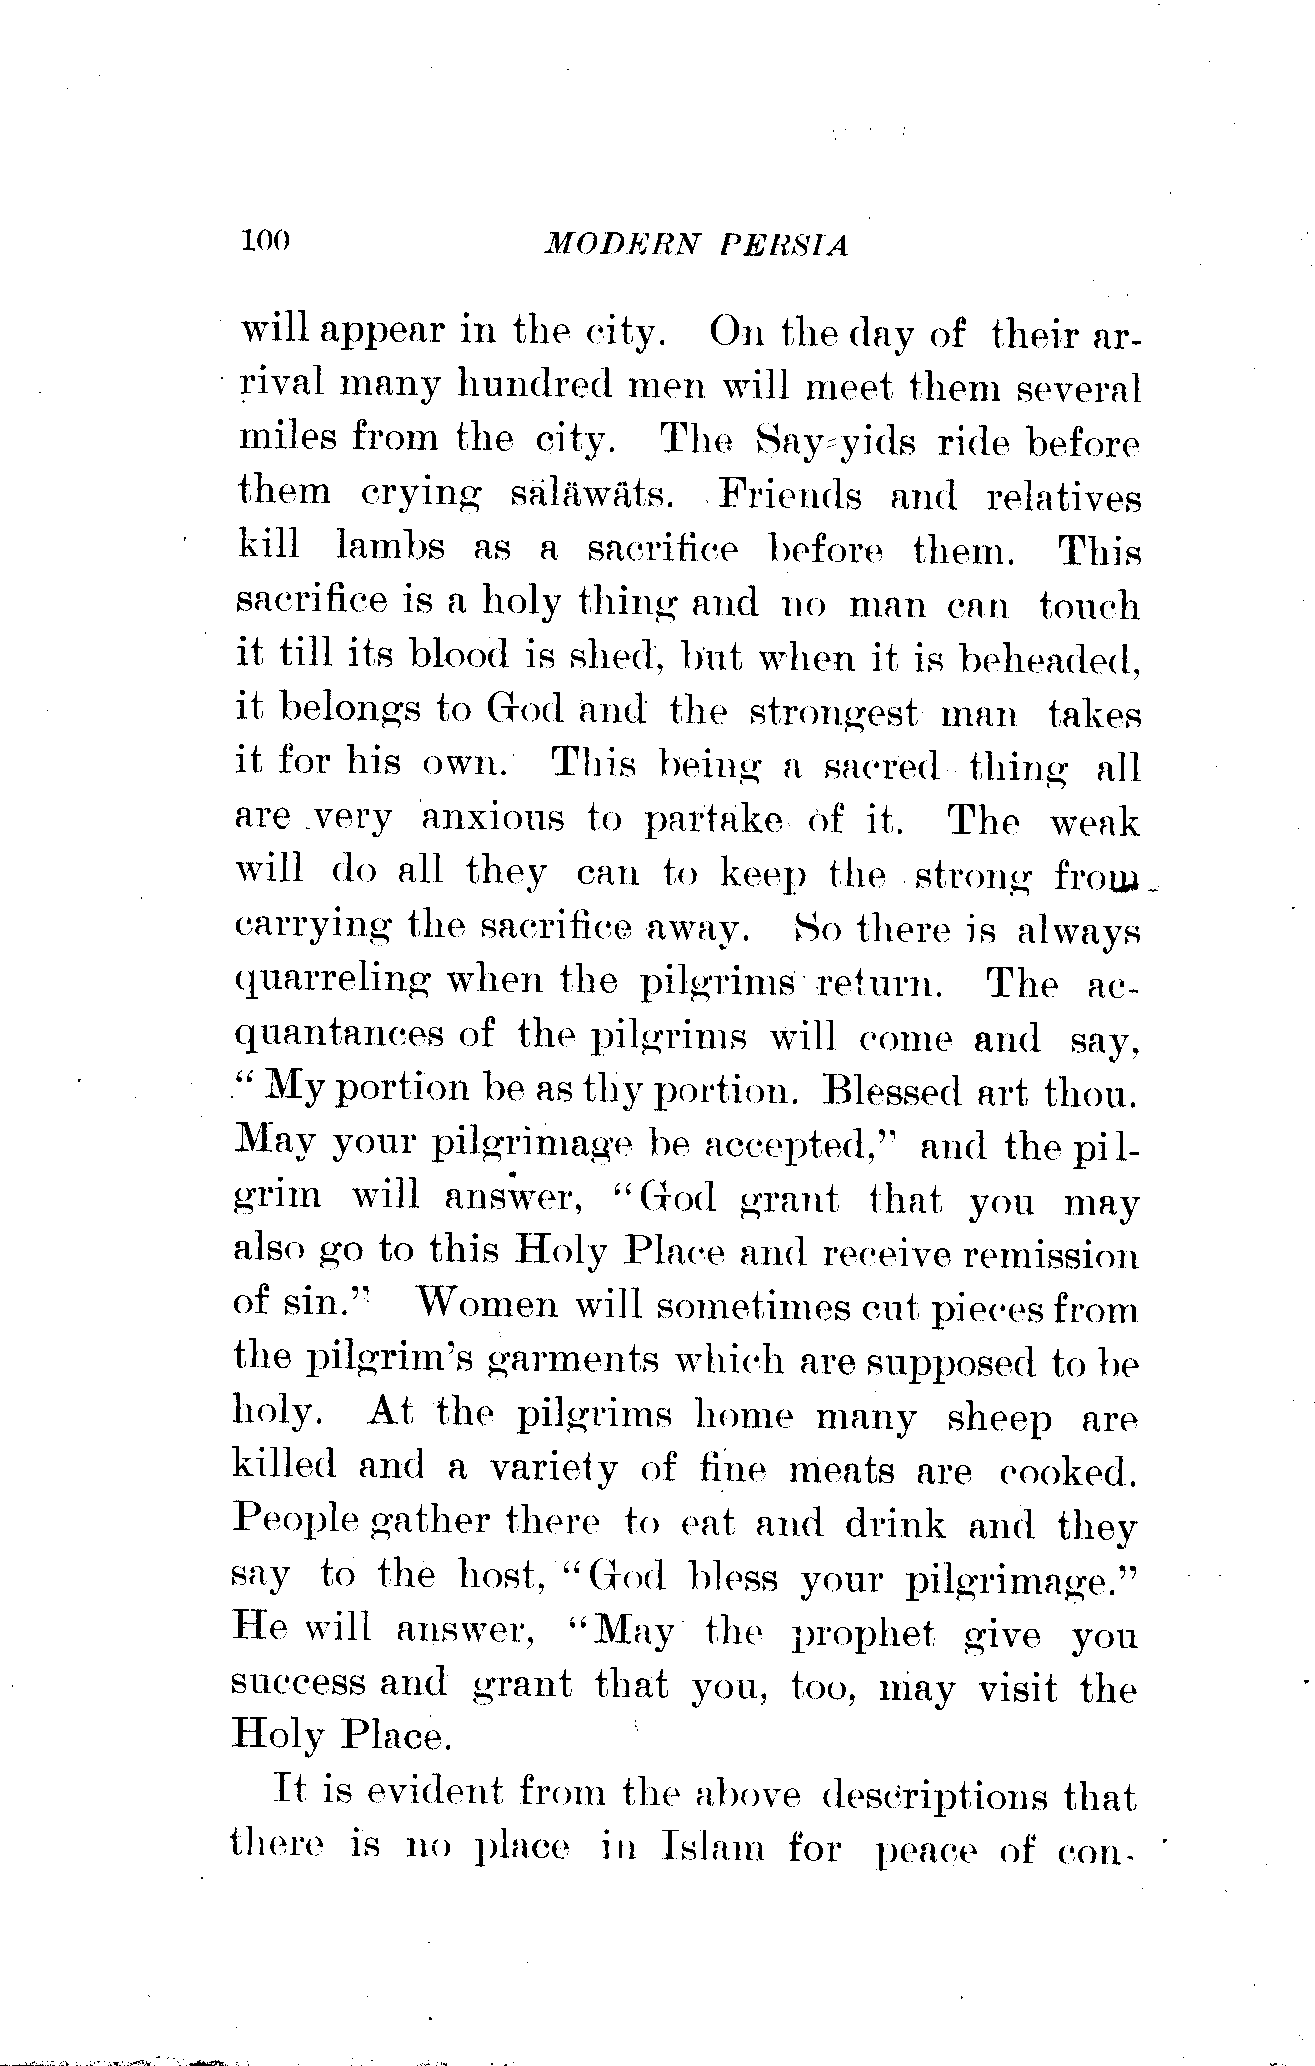 100 MODERN PERSIA
will appear in the city. On the day of their ar-
rival many hundred men will meet them several
miles from the city. The Say-yids ride before
them crying säläwäts. Friends and relatives
kill lambs as a sacrifice before them. This
sacrifice is a holy thing and no man can touch
it till its blood is shed, but when it is beheaded,
it belongs to God and the strongest man takes
it for his own. This being a sacred thing all
are very anxious to partake of it. The weak
will do all they can to keep the strong from
carrying the sacrifice away. So there is always
quarreling when the pilgrims return. The ac-
quantances of the pilgrims will come and say,
"My portion be as thy portion. Blessed art thou.
May your pilgrimage be accepted," and the pil-
grim will answer, "God grant that you may
also go to this Holy Place and receive remission
of sin." Women will sometimes cut pieces from
the pilgrim's garments which are supposed to be
holy. At the pilgrims home many sheep are
killed and a variety of fine meats are cooked.
People gather there to eat and drink and they
say to the host, "God bless your pilgrimage."
He will answer, "May the prophet give you
success and grant that you, too, may visit the
Holy Place.
It is evident from the above descriptions that
there is no place in Islam for peace of con-